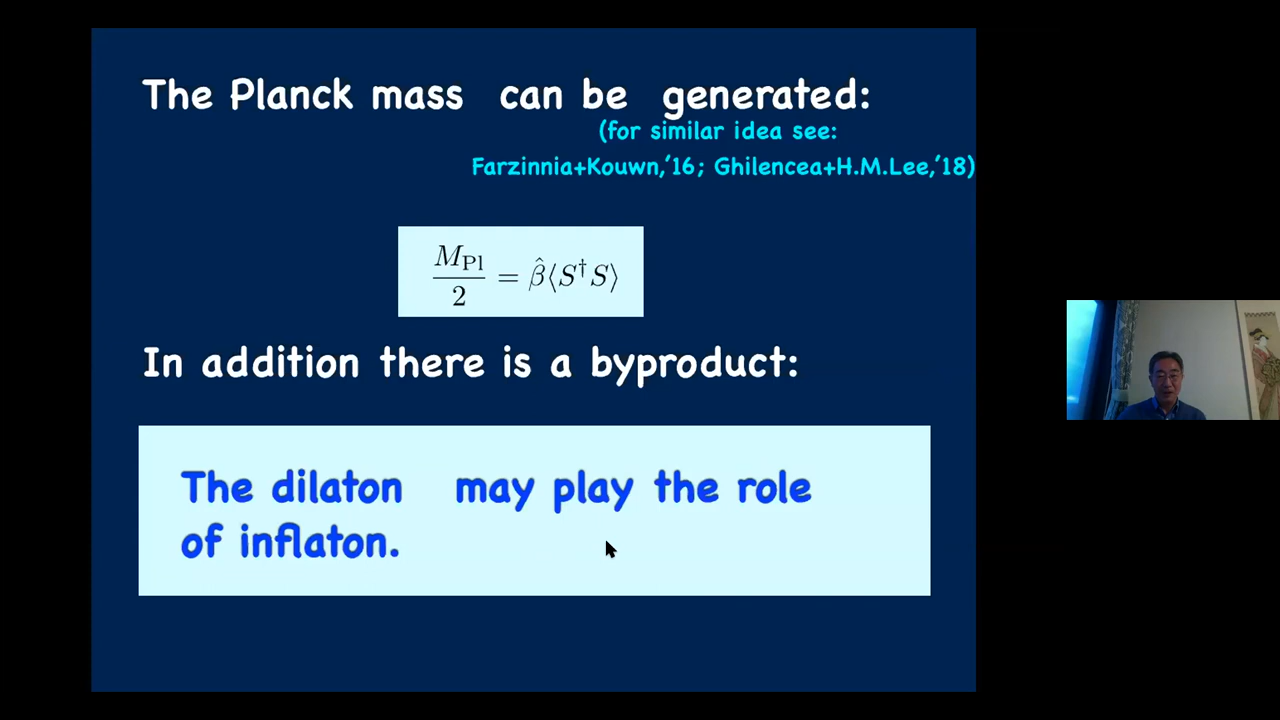 The Planck mass can be generated:
(for similar idea see:
Farzinnia+Kouwn,'16; Ghilencea+H.M.Lee,'18)
M_Pl/2 = β̂⟨S†S⟩
In addition there is a byproduct:
The dilaton may play the role
of inflaton.